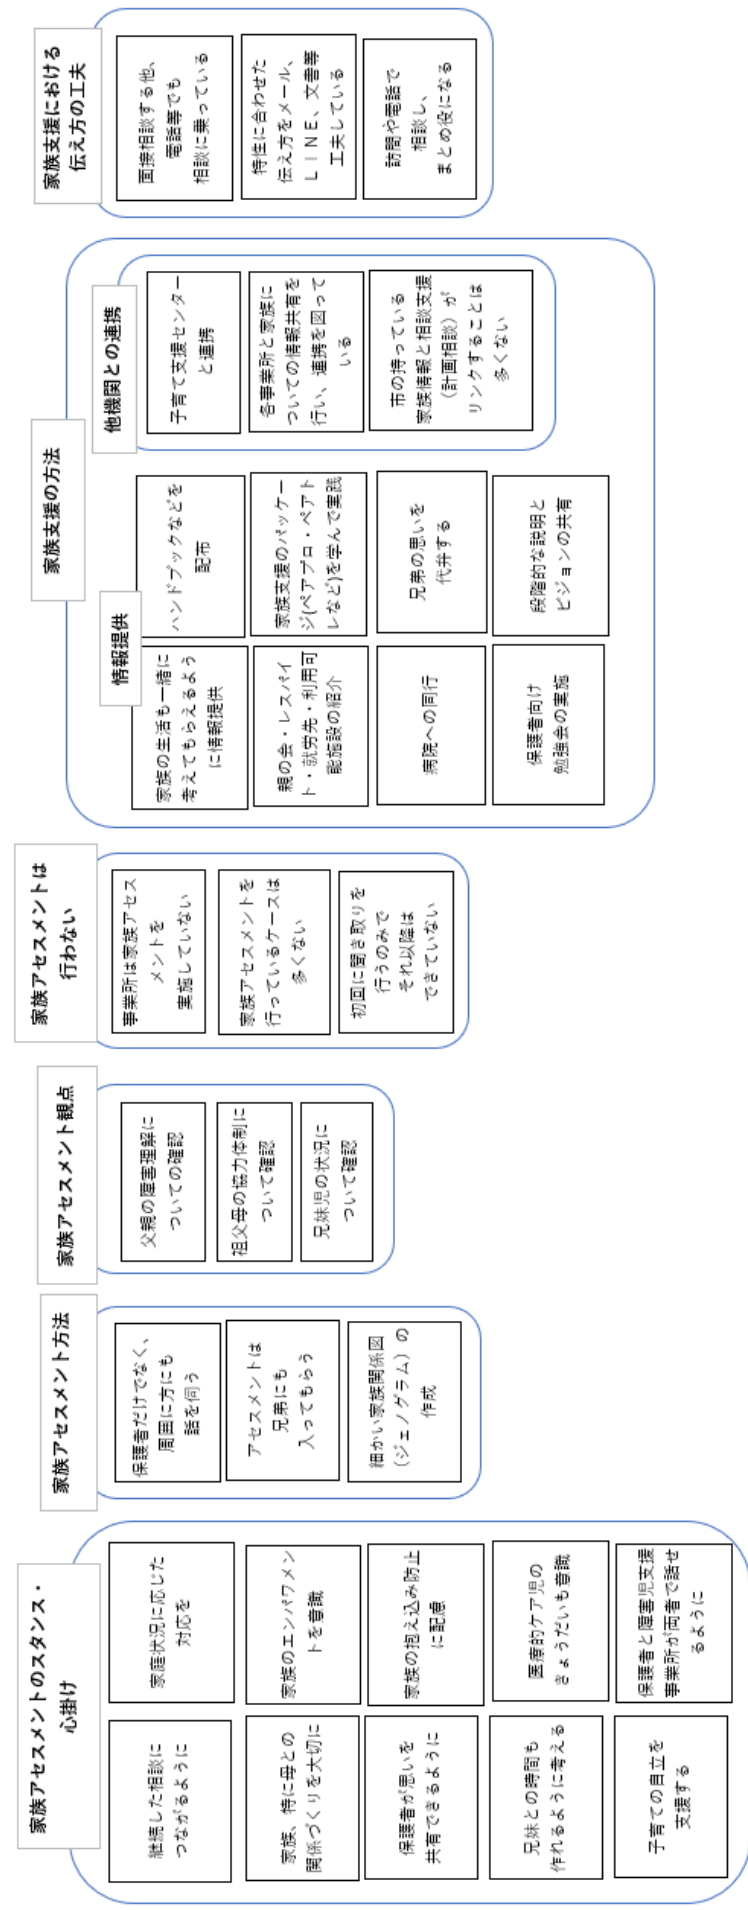 家族アセスメントのスタンス・
心掛け
継続した相談に
つながるように
家庭状況に応じた
対応を
家族、特に母との
関係づくりを大切に
家族のエンパワメン
トを意識
保護者が思いを
共有できるように
家族の抱え込み防止
に配慮
兄妹との時間も
作れるように考える
医療的ケア児の
きょうだいも意識
子育ての自立を
支援する
保護者と障害児支援
事業所が両者で話せ
るように
家族アセスメント方法
保護者だけでなく、
周囲に方にも
話を伺う
アセスメントは
兄弟にも
入ってもらう
細かい家族関係図
（ジェノグラム）の
作成
家族アセスメント観点
父親の障害理解に
ついての確認
祖父母の協力体制に
ついて確認
兄妹児の状況に
ついて確認
家族アセスメントは
行わない
事業所は家族アセス
メントを
実施していない
家族アセスメントを
行っているケースは
多くない
初回に聞き取りを
行うのみで
それ以降は
できていない
家族支援の方法
情報提供
家族の生活も一緒に
考えてもらえるよう
に情報提供
ハンドブックなどを
配布
親の会・レスパイ
ト・就労先・利用可
能施設の紹介
家族支援のパッケー
ジ(ペアプロ・ペアト
レなど)を学んで実践
病院への同行
兄弟の思いを
代弁する
保護者向け
勉強会の実施
段階的な説明と
ビジョンの共有
他機関との連携
子育て支援センター
と連携
各事業所と家族に
ついての情報共有を
行い、連携を図って
いる
市の持っている
家族情報と相談支援
（計画相談）が
リンクすることは
多くない
家族支援における
伝え方の工夫
面接相談する他、
電話等でも
相談に乗っている
特性に合わせた
伝え方をメール、
ＬＩＮＥ、文書等
工夫している
訪問や電話で
相談し、
まとめ役になる